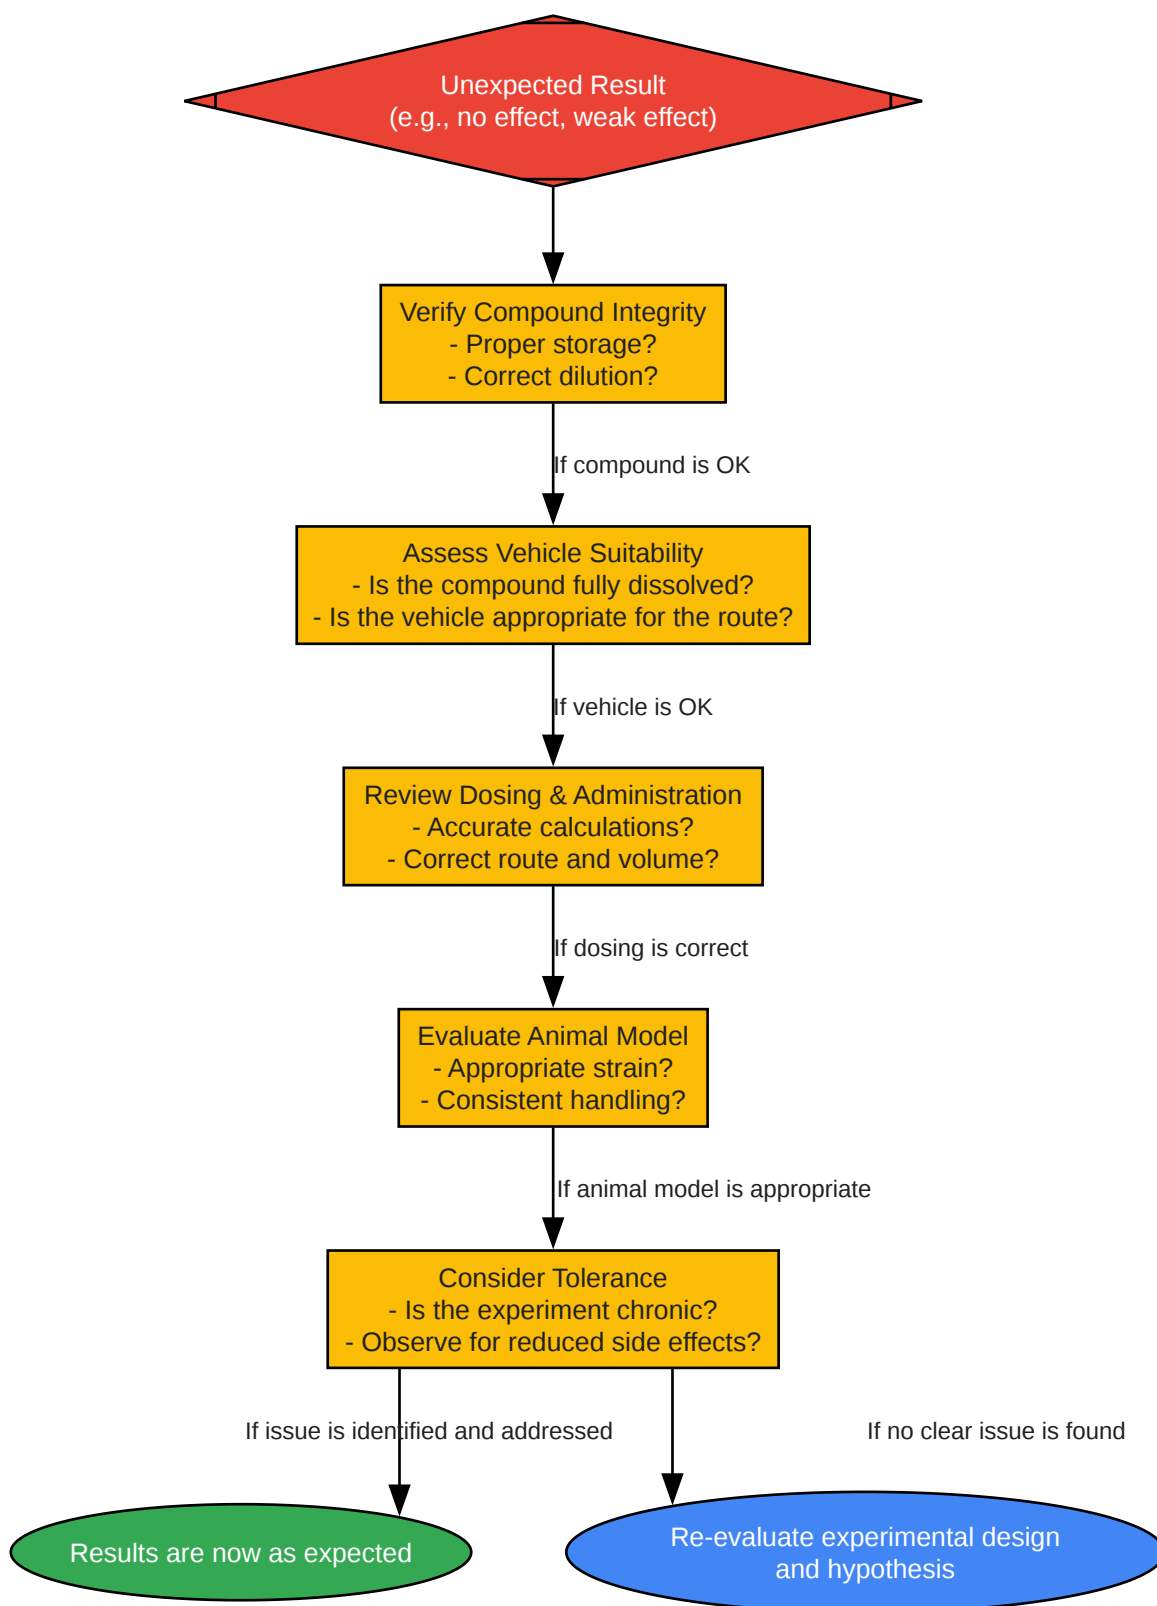 Unexpected Result
(e.g., no effect, weak effect)
Verify Compound Integrity
- Proper storage?
- Correct dilution?
If compound is OK
Assess Vehicle Suitability
- Is the compound fully dissolved?
- Is the vehicle appropriate for the route?
If vehicle is OK
Review Dosing & Administration
- Accurate calculations?
- Correct route and volume?
If dosing is correct
Evaluate Animal Model
- Appropriate strain?
- Consistent handling?
If animal model is appropriate
Consider Tolerance
- Is the experiment chronic?
- Observe for reduced side effects?
If issue is identified and addressed
If no clear issue is found
Results are now as expected
Re-evaluate experimental design
and hypothesis